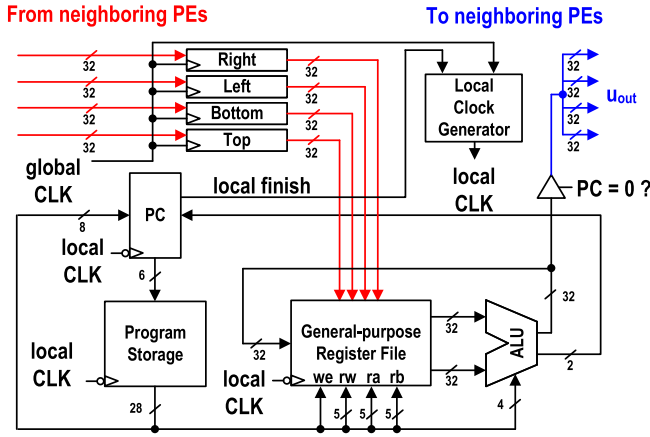 From neighboring PEs
To neighboring PEs
32
32
32
32
Right
Left
Bottom
Top
32
32
32
32
Local
Clock
Generator
local
CLK
32
32
32
32
uout
global
CLK
local finish
PC = 0 ?
PC
8
local
CLK
6
Program
Storage
local
CLK
28
32
General-purpose
Register File
we rw ra rb
local
CLK
5
5
5
32
32
ALU
32
2
4